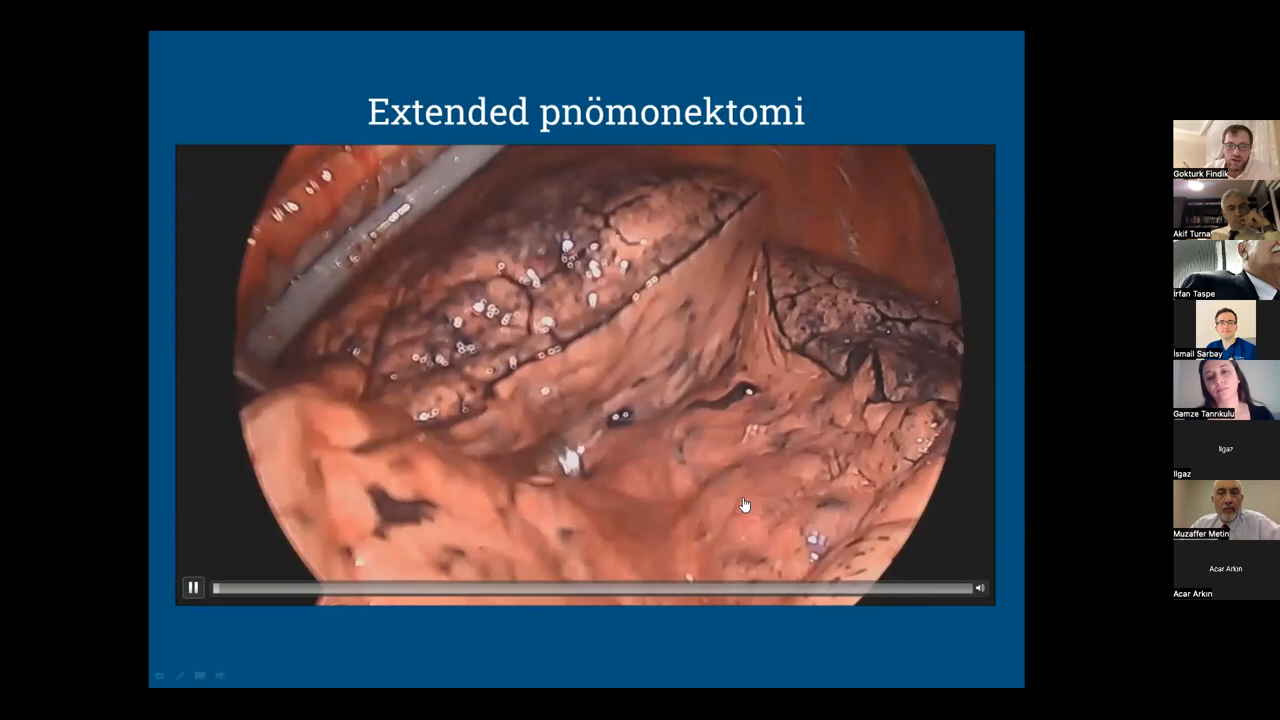 Extended pnömonektomi
Gokturk Findik
Akif Turna
İrfan Taspe
İsmail Sarbay
Gamze Tanrıkulu
Ilgaz
Ilgaz
Muzaffer Metin
Acar Arkın
Acar Arkın